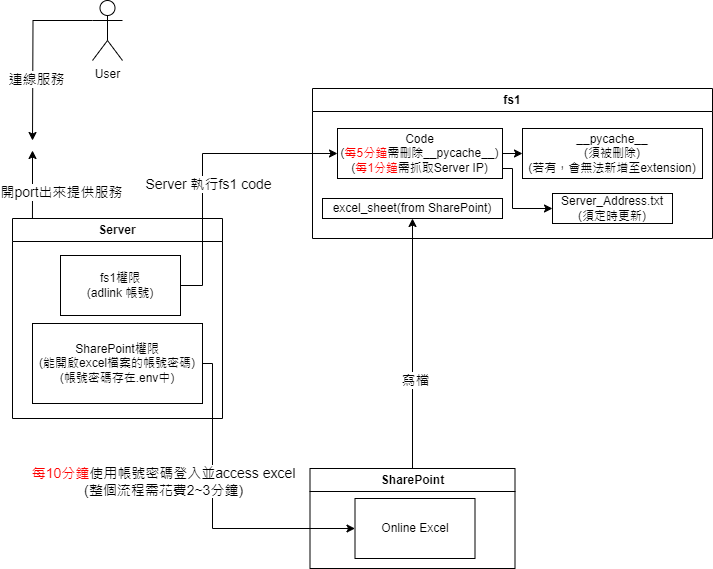 User
連線服務
開port出來提供服務
Server
fs1權限
(adlink 帳號)
SharePoint權限
(能開啟excel檔案的帳號密碼)
(帳號密碼存在.env中)
Server 執行fs1 code
fs1
Code
(每5分鐘需刪除__pycache__)
(每1分鐘需抓取Server IP)
__pycache__
(須被刪除)
(若有，會無法新增至extension)
excel_sheet(from SharePoint)
Server_Address.txt
(須定時更新)
寫檔
每10分鐘使用帳號密碼登入並access excel
(整個流程需花費2~3分鐘)
SharePoint
Online Excel